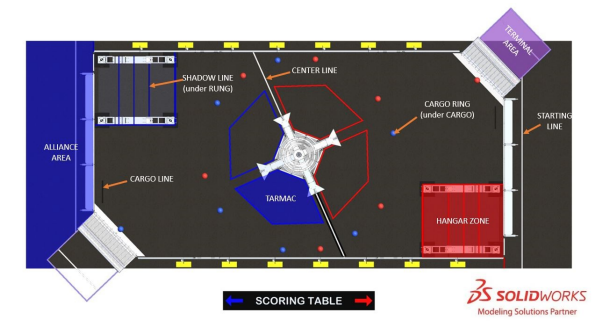 TERMINAL
AREA
SHADOW LINE
(under RUNG)
CENTER LINE
CARGO RING
(under CARGO)
STARTING
LINE
ALLIANCE
AREA
CARGO LINE
TARMAC
HANGAR ZONE
SCORING TABLE
SOLIDWORKS
Modeling Solutions Partner